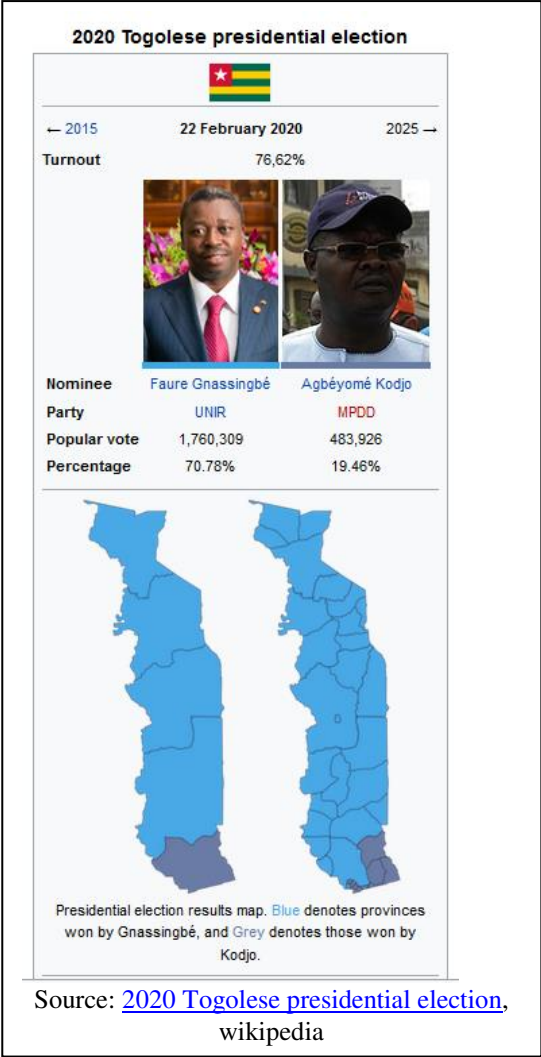 2020 Togolese presidential election
← 2015 22 February 2020 2025 →
Turnout 76,62%
Nominee Faure Gnassingbé Agbéyomé Kodjo
Party UNIR MPDD
Popular vote 1,760,309 483,926
Percentage 70.78% 19.46%
Presidential election results map. Blue denotes provinces
won by Gnassingbé, and Grey denotes those won by
Kodjo.
Source: 2020 Togolese presidential election,
wikipedia